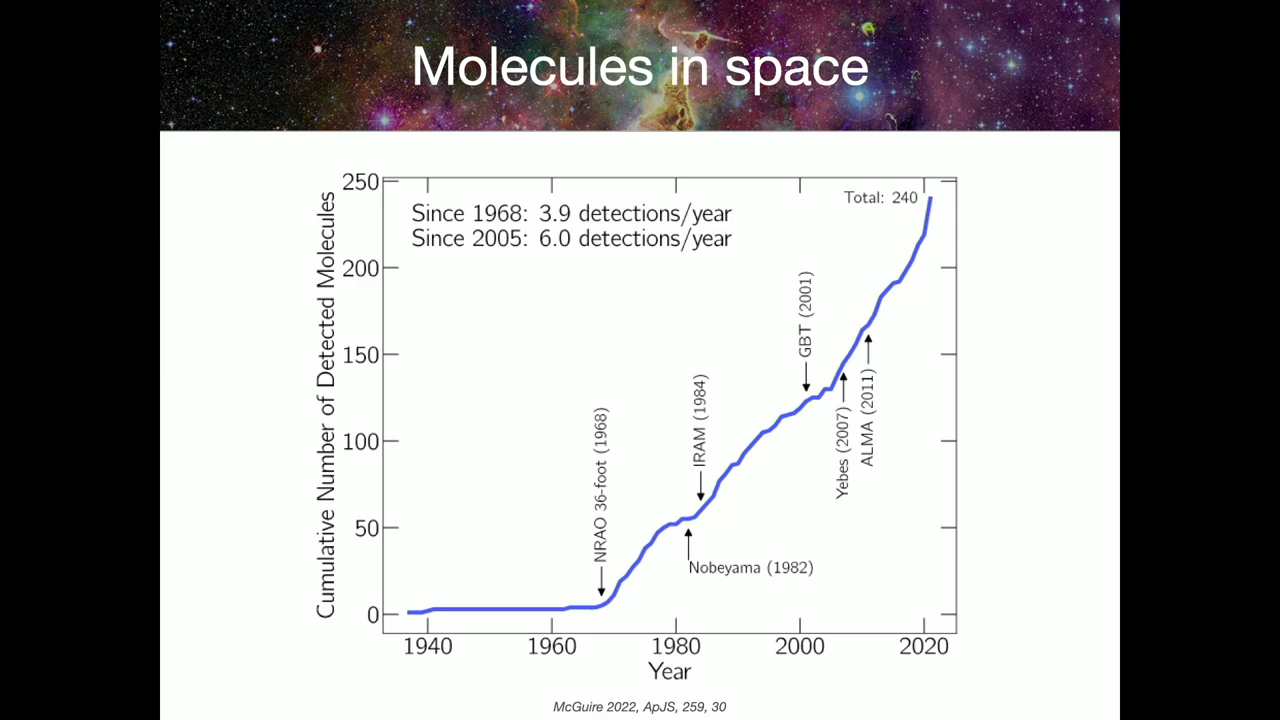 Molecules in space
Cumulative Number of Detected Molecules
250
200
150
100
50
0
Since 1968: 3.9 detections/year
Since 2005: 6.0 detections/year
Total: 240
NRAO 36-foot (1968)
Nobeyama (1982)
IRAM (1984)
GBT (2001)
Yebes (2007)
ALMA (2011)
1940 1960 1980 2000 2020
Year
McGuire 2022, ApJS, 259, 30